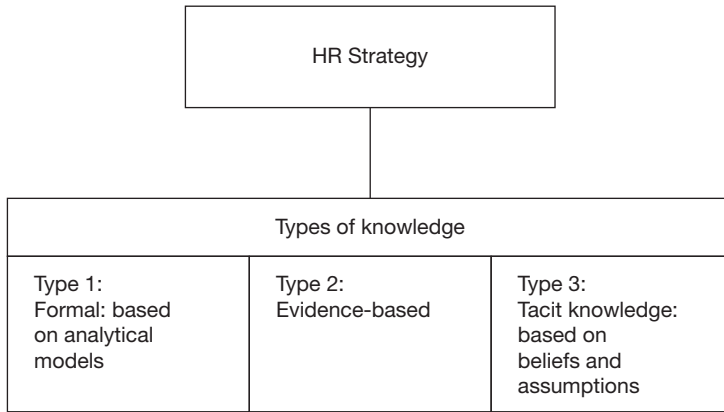 HR Strategy
Types of knowledge
Type 1:
Formal: based
on analytical
models
Type 2:
Evidence-based
Type 3:
Tacit knowledge:
based on
beliefs and
assumptions